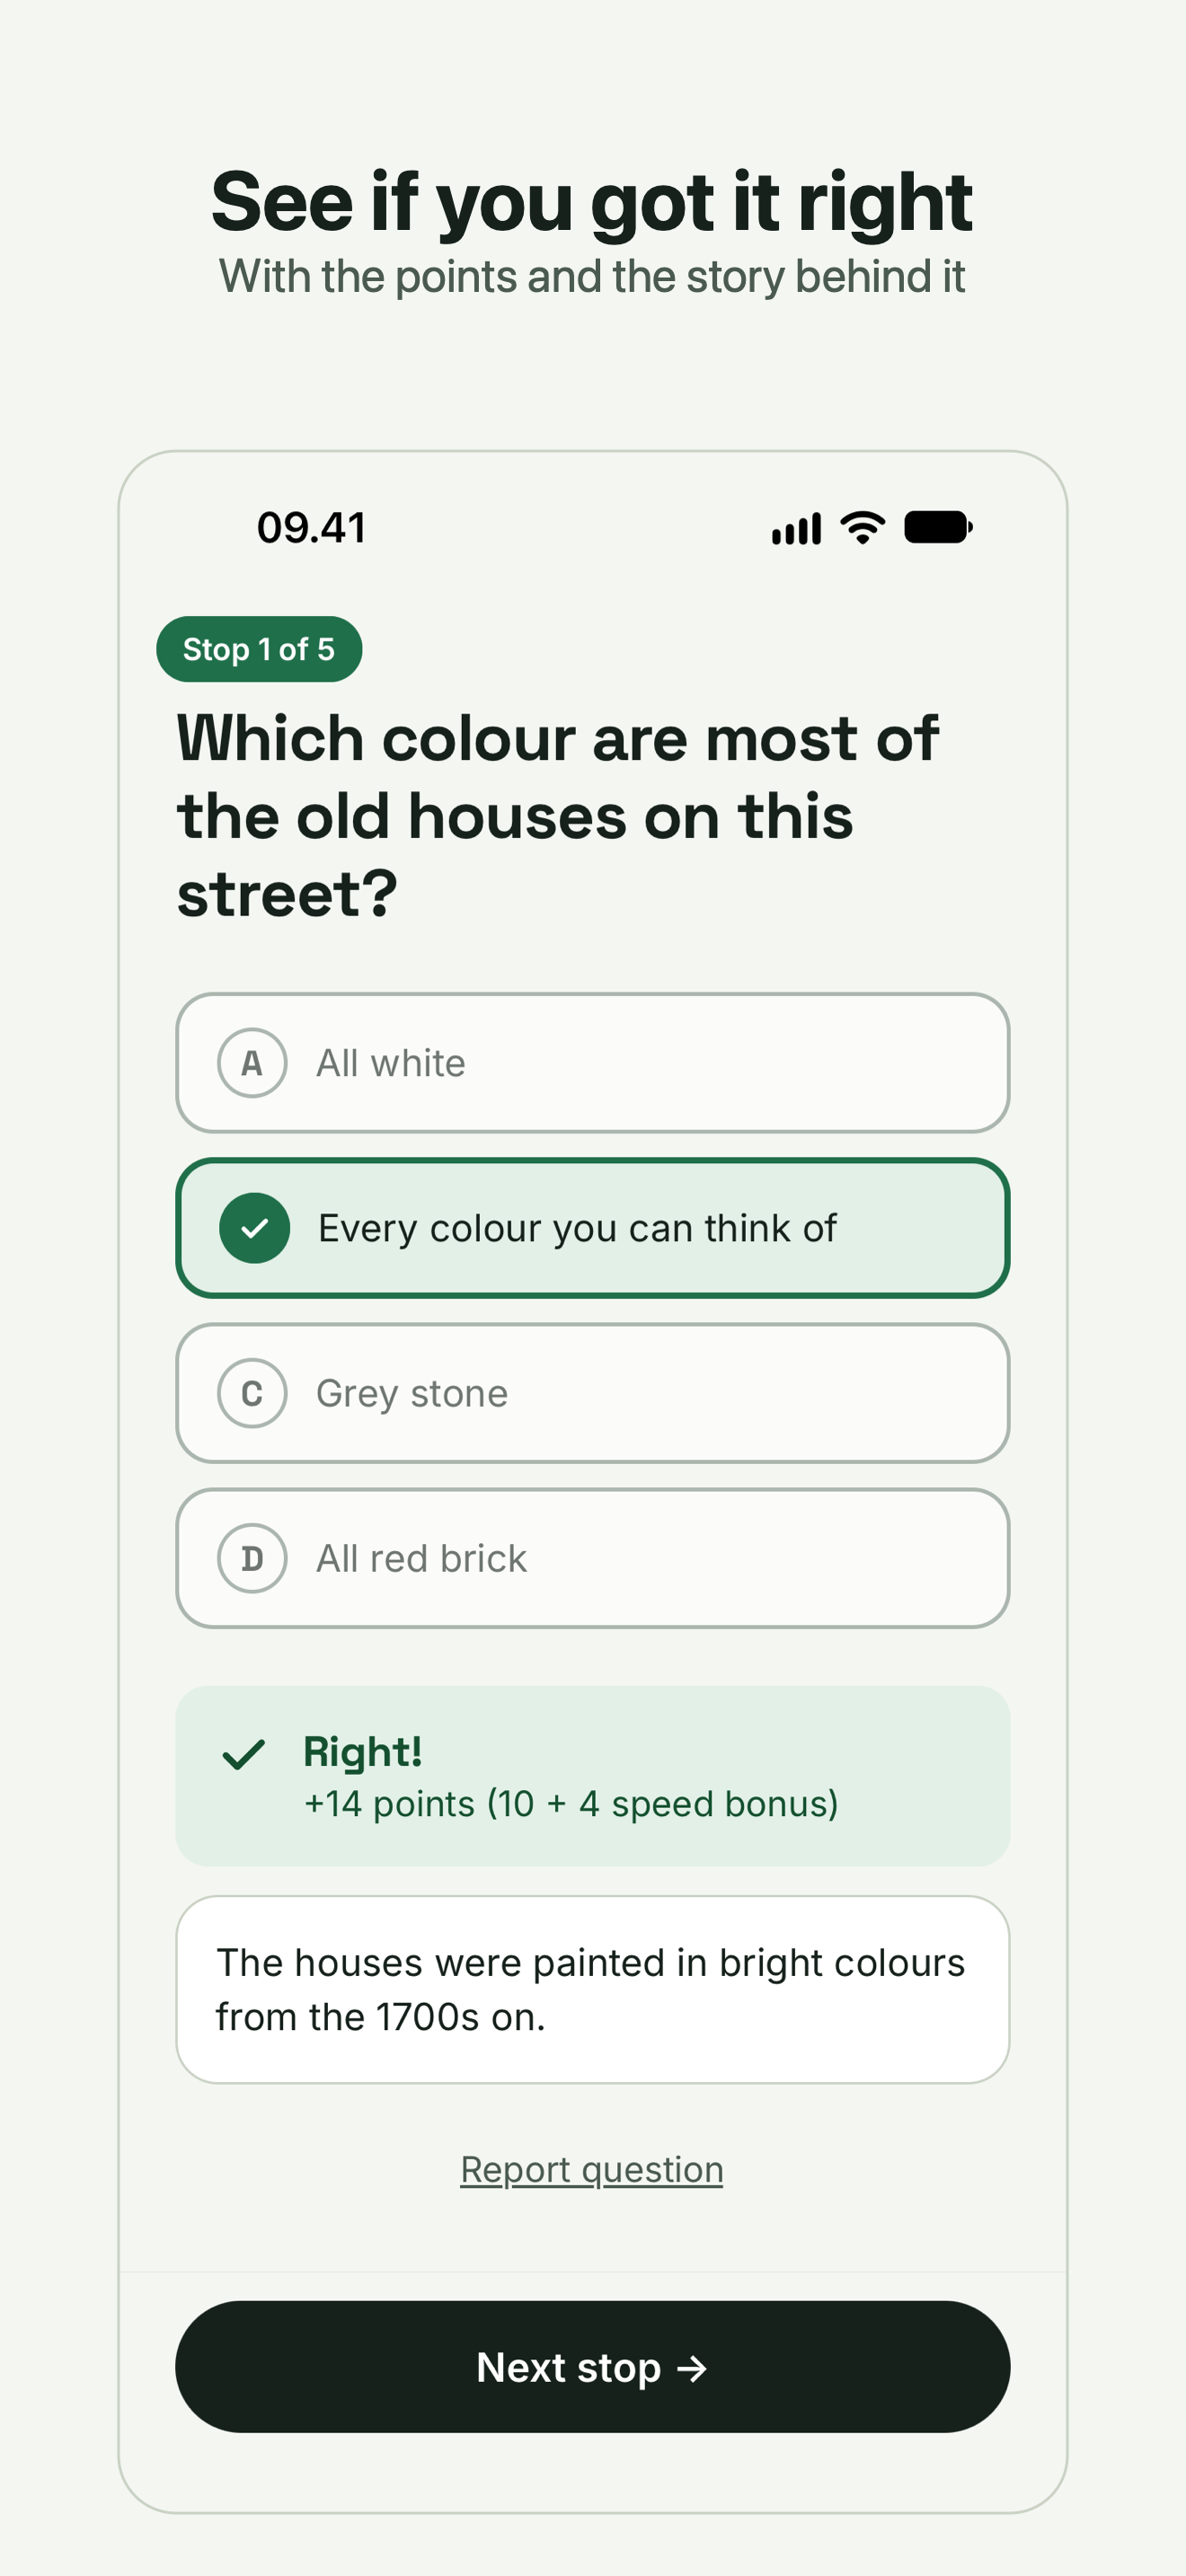 See if you got it right
With the points and the story behind it
09.41
Stop 1 of 5
Which colour are most of
the old houses on this
street?
A All white
Every colour you can think of
C Grey stone
D All red brick
Right!
+14 points (10 + 4 speed bonus)
The houses were painted in bright colours
from the 1700s on.
Report question
Next stop →